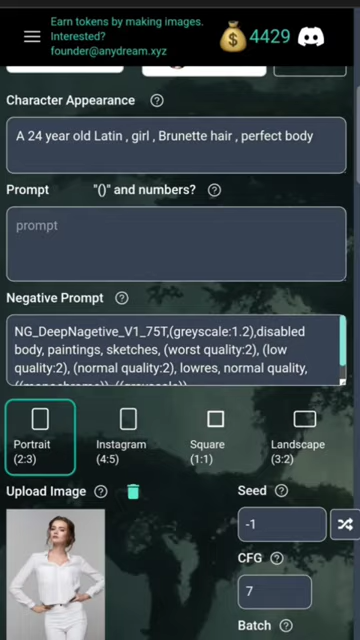 Earn tokens by making images.
Interested?
founder@anydream.xyz
4429
Character Appearance ?
A 24 year old Latin , girl , Brunette hair , perfect body
Prompt "()" and numbers? ?
prompt
Negative Prompt ?
NG_DeepNagetive_V1_75T,(greyscale:1.2),disabled
body, paintings, sketches, (worst quality:2), (low
quality:2), (normal quality:2), lowres, normal quality,
((monochrome)), ((grayscale))
Portrait
(2:3)
Instagram
(4:5)
Square
(1:1)
Landscape
(3:2)
Upload Image ?
Seed ?
-1
CFG ?
7
Batch ?